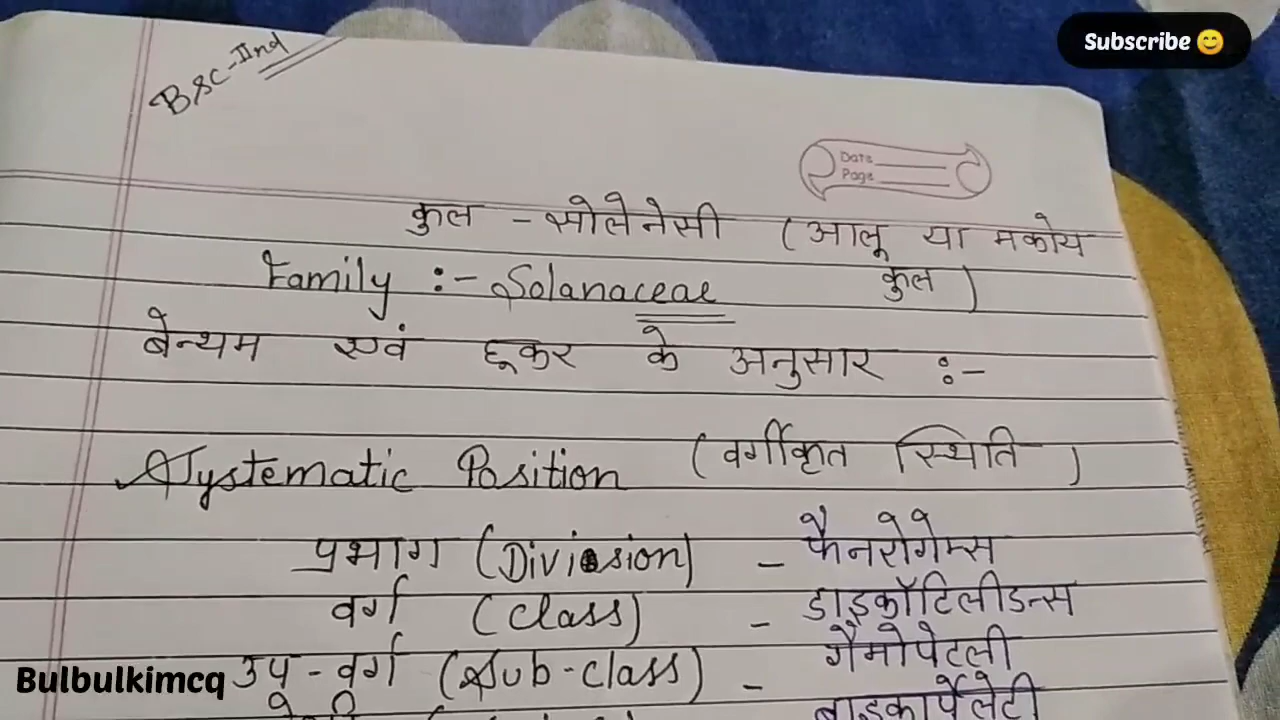 Subscribe 😊
BSC-IInd
Date
Page
कुल - सोलेनेसी (आलू या मकोय
Family :- Solanaceae कुल)
बेन्थम एवं हूकर के अनुसार :-
Systematic Position (वर्गीकृत स्थिति)
प्रभाग (Division) - फैनरोगेम्स
वर्ग (Class) - डाइकॉटिलीडन्स
उप-वर्ग (Sub-class) - गैमोपेटली
बाइकार्पेलेटी
Bulbulkimcq